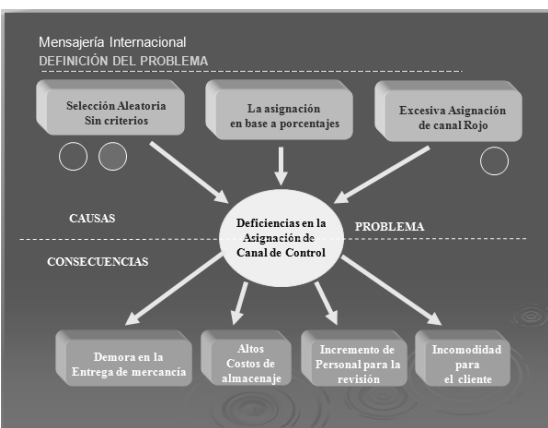 Mensajería Internacional
DEFINICIÓN DEL PROBLEMA
Selección Aleatoria
Sin criterios
La asignación
en base a porcentajes
Excesiva Asignación
de canal Rojo
CAUSAS
Deficiencias en la
Asignación de
Canal de Control
PROBLEMA
CONSECUENCIAS
Demora en la
Entrega de mercancía
Altos
Costos de
almacenaje
Incremento de
Personal para la
revisión
Incomodidad
para
el cliente